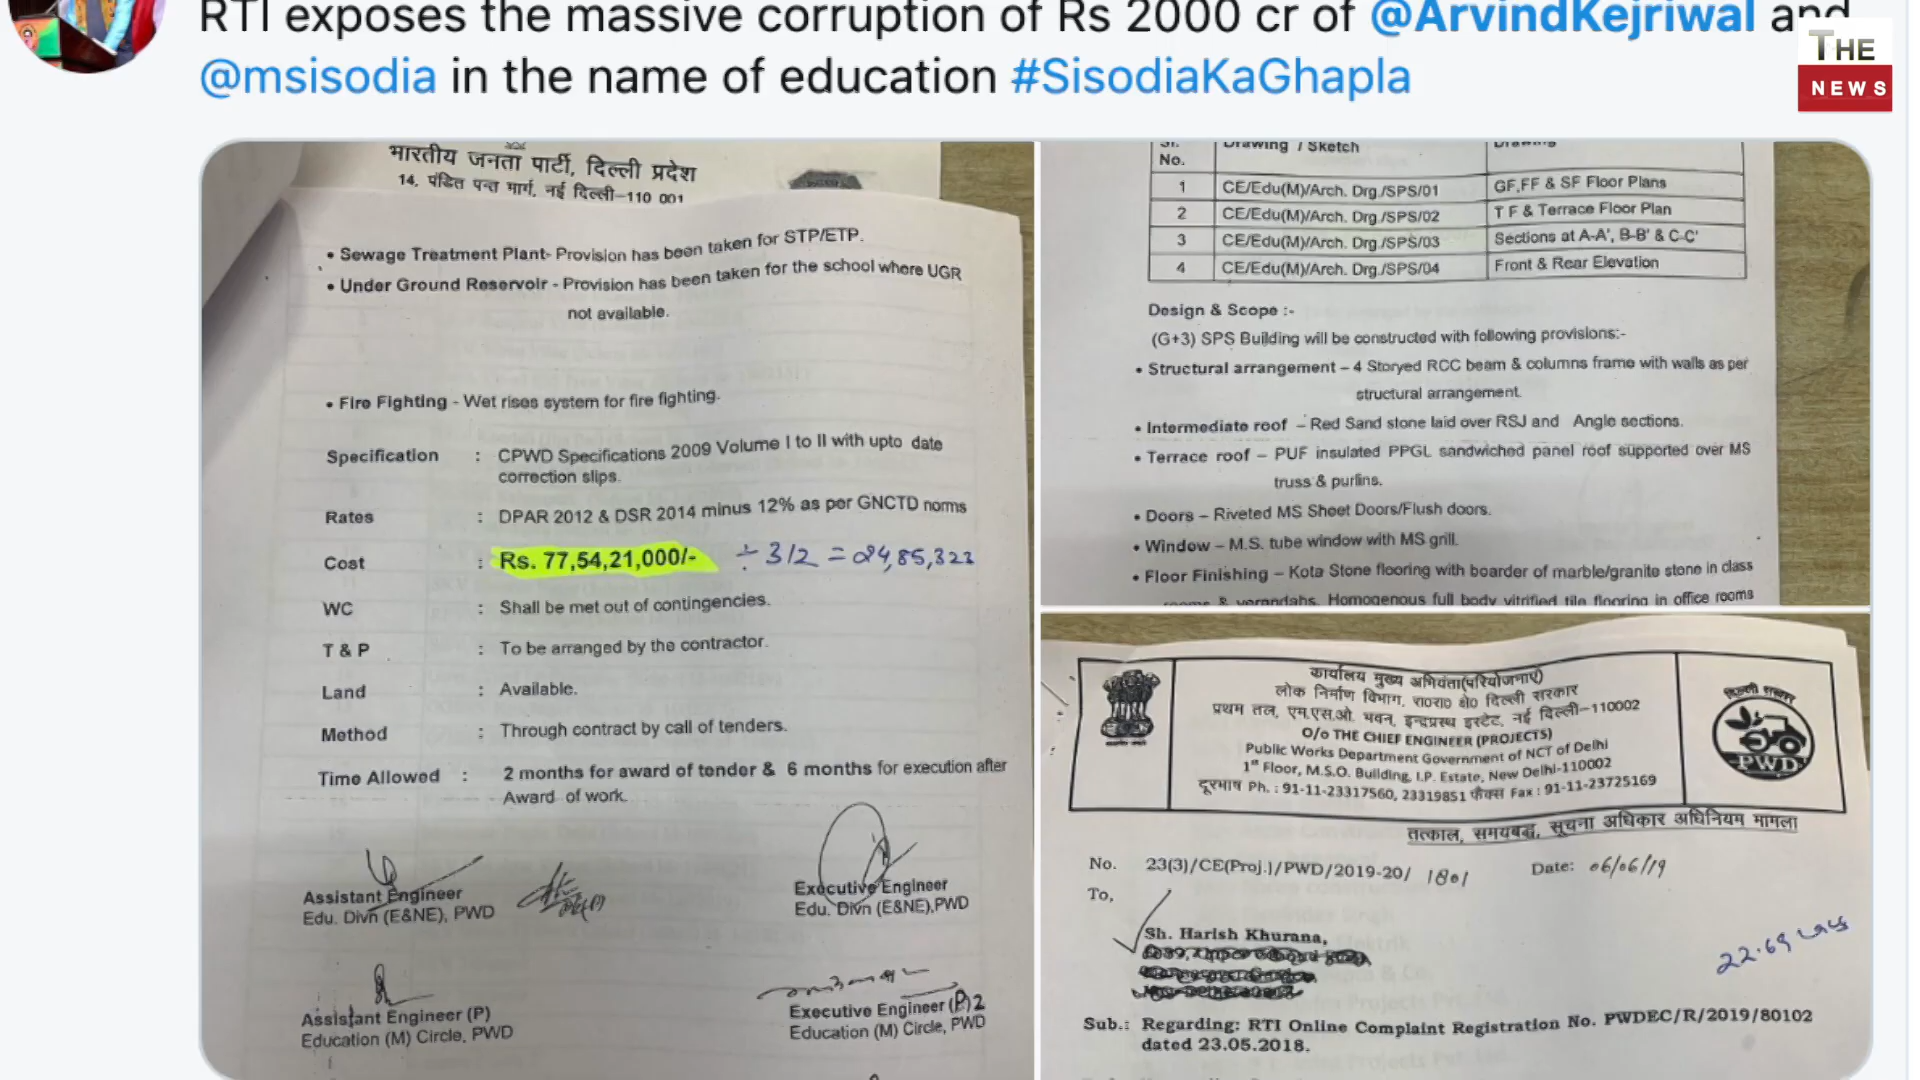 RTI exposes the massive corruption of Rs 2000 cr of @ArvindKejriwal and
@msisodia in the name of education #SisodiaKaGhapla
THE
NEWS
भारतीय जनता पार्टी, दिल्ली प्रदेश
14, पंडित पन्त मार्ग, नई दिल्ली-110 001
• Sewage Treatment Plant- Provision has been taken for STP/ETP.
• Under Ground Reservoir - Provision has been taken for the school where UGR
not available.
• Fire Fighting - Wet rises system for fire fighting.
Specification : CPWD Specifications 2009 Volume I to II with upto date
correction slips.
Rates : DPAR 2012 & DSR 2014 minus 12% as per GNCTD norms
Cost : Rs. 77,54,21,000/- ÷ 312 = 24,85,323
WC : Shall be met out of contingencies.
T & P : To be arranged by the contractor.
Land : Available.
Method : Through contract by call of tenders.
Time Allowed : 2 months for award of tender & 6 months for execution after
Award of work.
Assistant Engineer
Edu. Divn (E&NE), PWD
Executive Engineer
Edu. Divn (E&NE),PWD
Assistant Engineer (P)
Education (M) Circle, PWD
Executive Engineer (P)2
Education (M) Circle, PWD
Sr. Drawing / Sketch Drawing
No.
1 CE/Edu(M)/Arch. Drg./SPS/01 GF,FF & SF Floor Plans
2 CE/Edu(M)/Arch. Drg./SPS/02 T F & Terrace Floor Plan
3 CE/Edu(M)/Arch. Drg./SPS/03 Sections at A-A', B-B' & C-C'
4 CE/Edu(M)/Arch. Drg./SPS/04 Front & Rear Elevation
Design & Scope :-
(G+3) SPS Building will be constructed with following provisions:-
• Structural arrangement – 4 Storyed RCC beam & columns frame with walls as per
structural arrangement.
• Intermediate roof – Red Sand stone laid over RSJ and Angle sections.
• Terrace roof – PUF insulated PPGL sandwiched panel roof supported over MS
truss & purlins.
• Doors – Riveted MS Sheet Doors/Flush doors.
• Window – M.S. tube window with MS grill.
• Floor Finishing – Kota Stone flooring with boarder of marble/granite stone in class
rooms & verandahs. Homogenous full body vitrified tile flooring in office rooms
कार्यालय मुख्य अभियंता(परियोजनाएं)
लोक निर्माण विभाग, रा०रा० क्षे० दिल्ली सरकार
प्रथम तल, एम.एस.ओ. भवन, इन्द्रप्रस्थ इस्टेट, नई दिल्ली-110002
O/o THE CHIEF ENGINEER (PROJECTS)
Public Works Department Government of NCT of Delhi
1st Floor, M.S.O. Building, I.P. Estate, New Delhi-110002
दूरभाष Ph. : 91-11-23317560, 23319851 फैक्स Fax : 91-11-23725169
दिल्ली सरकार
PWD
तत्काल, समयबद्ध, सूचना अधिकार अधिनियम मामला
No. 23(3)/CE(Proj.)/PWD/2019-20/ 1801 Date: 06/06/19
To,
Sh. Harish Khurana,
22.69 Lacs
Sub.: Regarding: RTI Online Complaint Registration No. PWDEC/R/2019/80102
dated 23.05.2018.